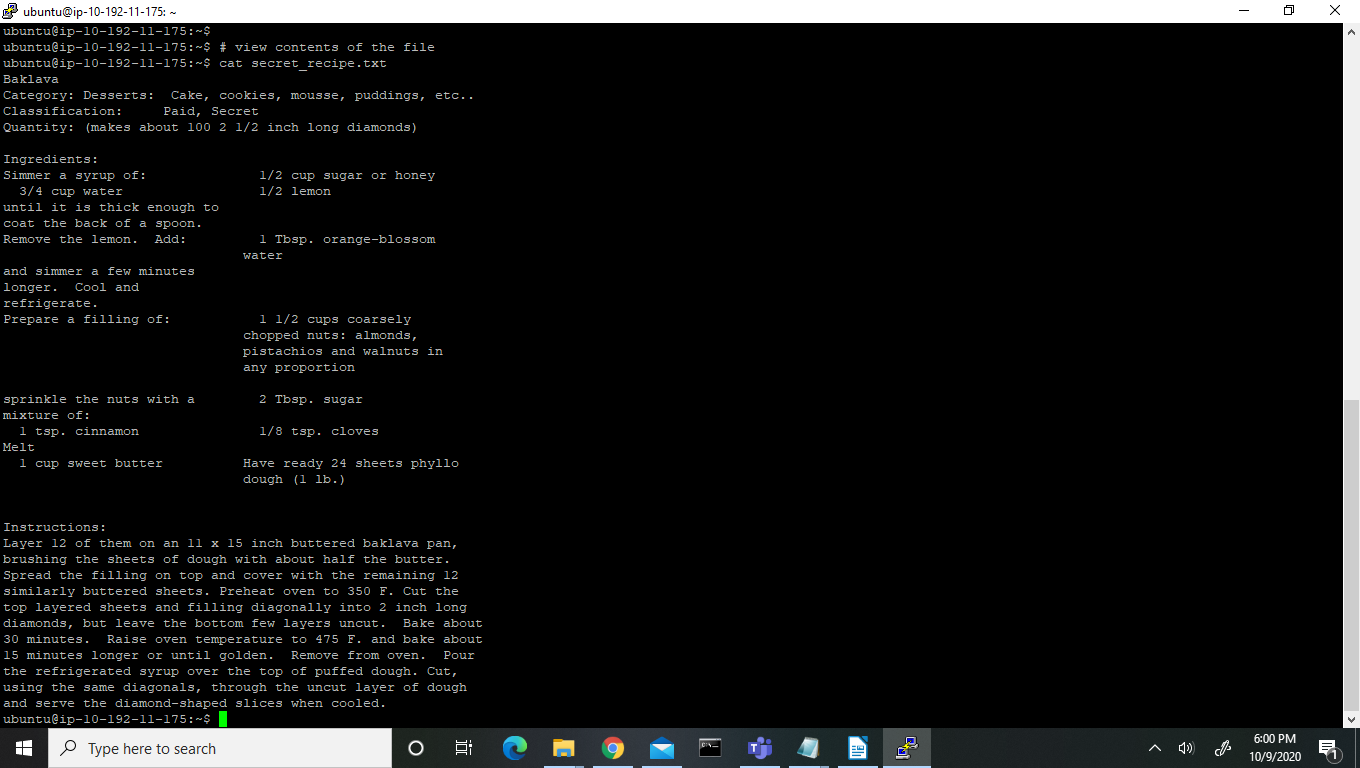 ubuntu@ip-10-192-11-175: ~
ubuntu@ip-10-192-11-175:~$
ubuntu@ip-10-192-11-175:~$ # view contents of the file
ubuntu@ip-10-192-11-175:~$ cat secret_recipe.txt
Baklava
Category: Desserts:  Cake, cookies, mousse, puddings, etc..
Classification:     Paid, Secret
Quantity: (makes about 100 2 1/2 inch long diamonds)
Ingredients:
Simmer a syrup of:              1/2 cup sugar or honey
  3/4 cup water                 1/2 lemon
until it is thick enough to
coat the back of a spoon.
Remove the lemon.  Add:         1 Tbsp. orange-blossom
                              water
and simmer a few minutes
longer.  Cool and
refrigerate.
Prepare a filling of:           1 1/2 cups coarsely
                              chopped nuts: almonds,
                              pistachios and walnuts in
                              any proportion
sprinkle the nuts with a        2 Tbsp. sugar
mixture of:
  1 tsp. cinnamon               1/8 tsp. cloves
Melt
  1 cup sweet butter          Have ready 24 sheets phyllo
                              dough (1 lb.)
Instructions:
Layer 12 of them on an 11 x 15 inch buttered baklava pan,
brushing the sheets of dough with about half the butter.
Spread the filling on top and cover with the remaining 12
similarly buttered sheets. Preheat oven to 350 F. Cut the
top layered sheets and filling diagonally into 2 inch long
diamonds, but leave the bottom few layers uncut.  Bake about
30 minutes.  Raise oven temperature to 475 F. and bake about
15 minutes longer or until golden.  Remove from oven.  Pour
the refrigerated syrup over the top of puffed dough. Cut,
using the same diagonals, through the uncut layer of dough
and serve the diamond-shaped slices when cooled.
ubuntu@ip-10-192-11-175:~$
Type here to search
6:00 PM
10/9/2020
1